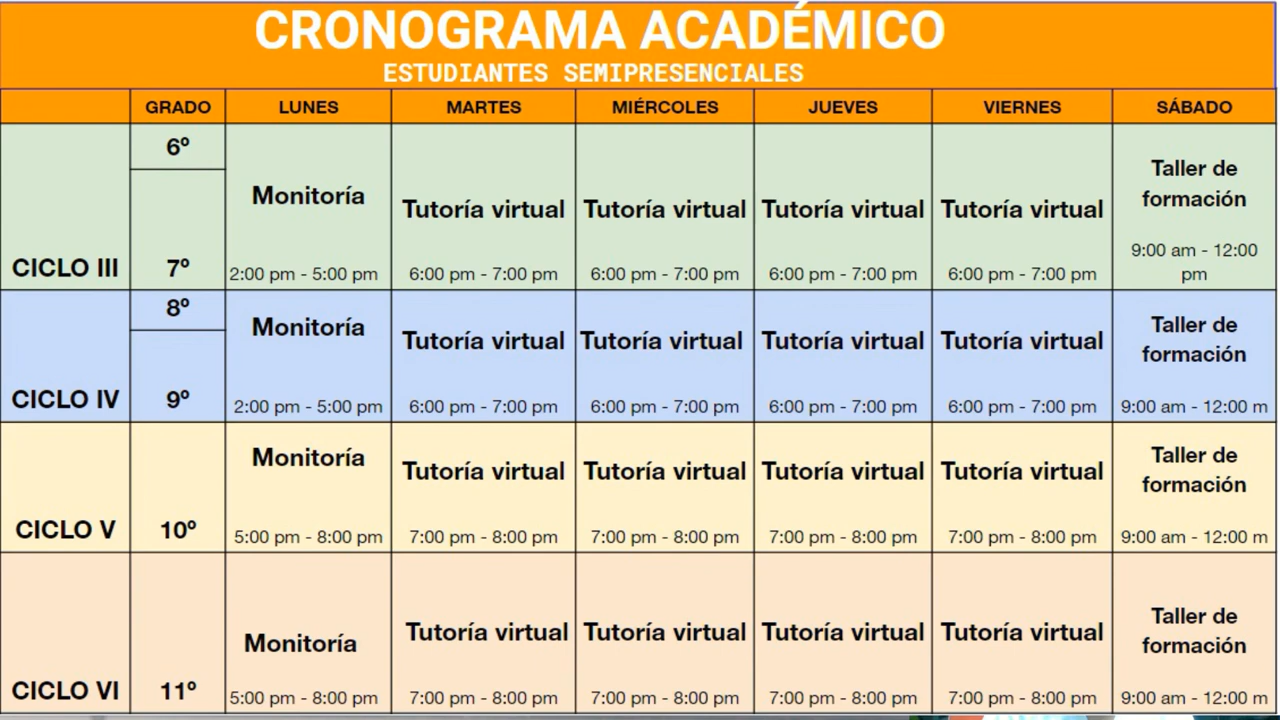 CRONOGRAMA ACADÉMICO
ESTUDIANTES SEMIPRESENCIALES
GRADO LUNES MARTES MIÉRCOLES JUEVES VIERNES SÁBADO
6º
Monitoría Tutoría virtual Tutoría virtual Tutoría virtual Tutoría virtual Taller de
formación
CICLO III 7º 2:00 pm - 5:00 pm 6:00 pm - 7:00 pm 6:00 pm - 7:00 pm 6:00 pm - 7:00 pm 6:00 pm - 7:00 pm 9:00 am - 12:00
pm
8º
Monitoría Tutoría virtual Tutoría virtual Tutoría virtual Tutoría virtual Taller de
formación
CICLO IV 9º 2:00 pm - 5:00 pm 6:00 pm - 7:00 pm 6:00 pm - 7:00 pm 6:00 pm - 7:00 pm 6:00 pm - 7:00 pm 9:00 am - 12:00 m
Monitoría Tutoría virtual Tutoría virtual Tutoría virtual Tutoría virtual Taller de
formación
CICLO V 10º 5:00 pm - 8:00 pm 7:00 pm - 8:00 pm 7:00 pm - 8:00 pm 7:00 pm - 8:00 pm 7:00 pm - 8:00 pm 9:00 am - 12:00 m
Monitoría Tutoría virtual Tutoría virtual Tutoría virtual Tutoría virtual Taller de
formación
CICLO VI 11º 5:00 pm - 8:00 pm 7:00 pm - 8:00 pm 7:00 pm - 8:00 pm 7:00 pm - 8:00 pm 7:00 pm - 8:00 pm 9:00 am - 12:00 m